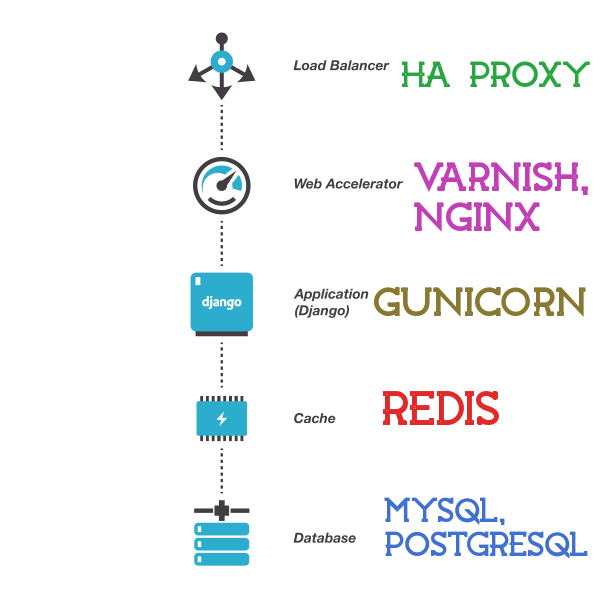 Load Balancer HA PROXY
Web Accelerator VARNISH,
NGINX
django
Application GUNICORN
(Django)
Cache REDIS
Database MYSQL,
POSTGRESQL